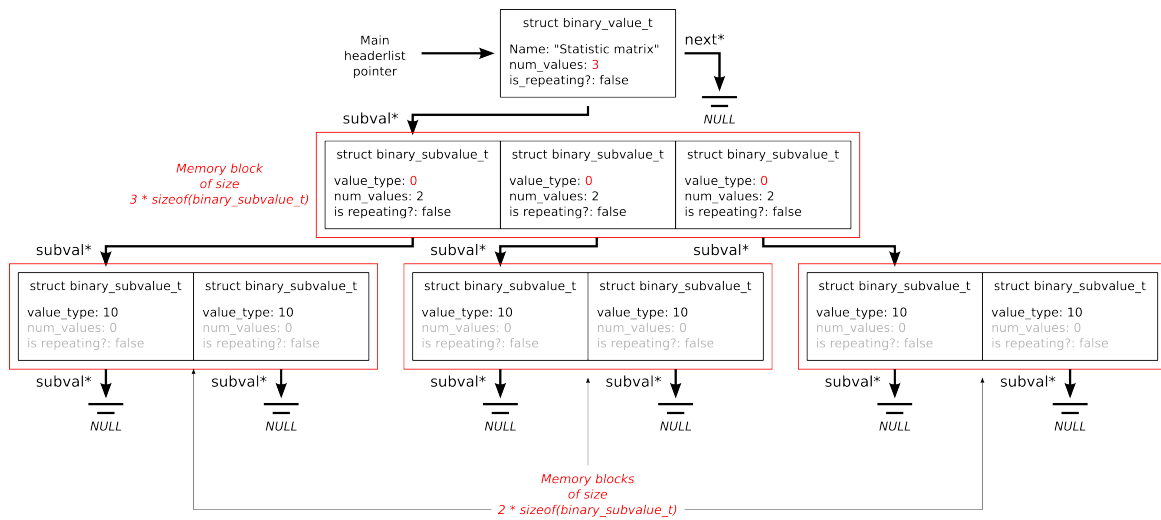 struct binary_value_t
Name: "Statistic matrix"
num_values: 3
is_repeating?: false
Main
headerlist
pointer
next*
NULL
subval*
Memory block
of size
3 * sizeof(binary_subvalue_t)
struct binary_subvalue_t
value_type: 0
num_values: 2
is repeating?: false
struct binary_subvalue_t
value_type: 0
num_values: 2
is repeating?: false
struct binary_subvalue_t
value_type: 0
num_values: 2
is repeating?: false
subval*
subval*
subval*
struct binary_subvalue_t
value_type: 10
num_values: 0
is repeating?: false
struct binary_subvalue_t
value_type: 10
num_values: 0
is repeating?: false
struct binary_subvalue_t
value_type: 10
num_values: 0
is repeating?: false
struct binary_subvalue_t
value_type: 10
num_values: 0
is repeating?: false
struct binary_subvalue_t
value_type: 10
num_values: 0
is repeating?: false
struct binary_subvalue_t
value_type: 10
num_values: 0
is repeating?: false
subval*
subval*
subval*
subval*
subval*
subval*
NULL
NULL
NULL
NULL
NULL
NULL
Memory blocks
of size
2 * sizeof(binary_subvalue_t)